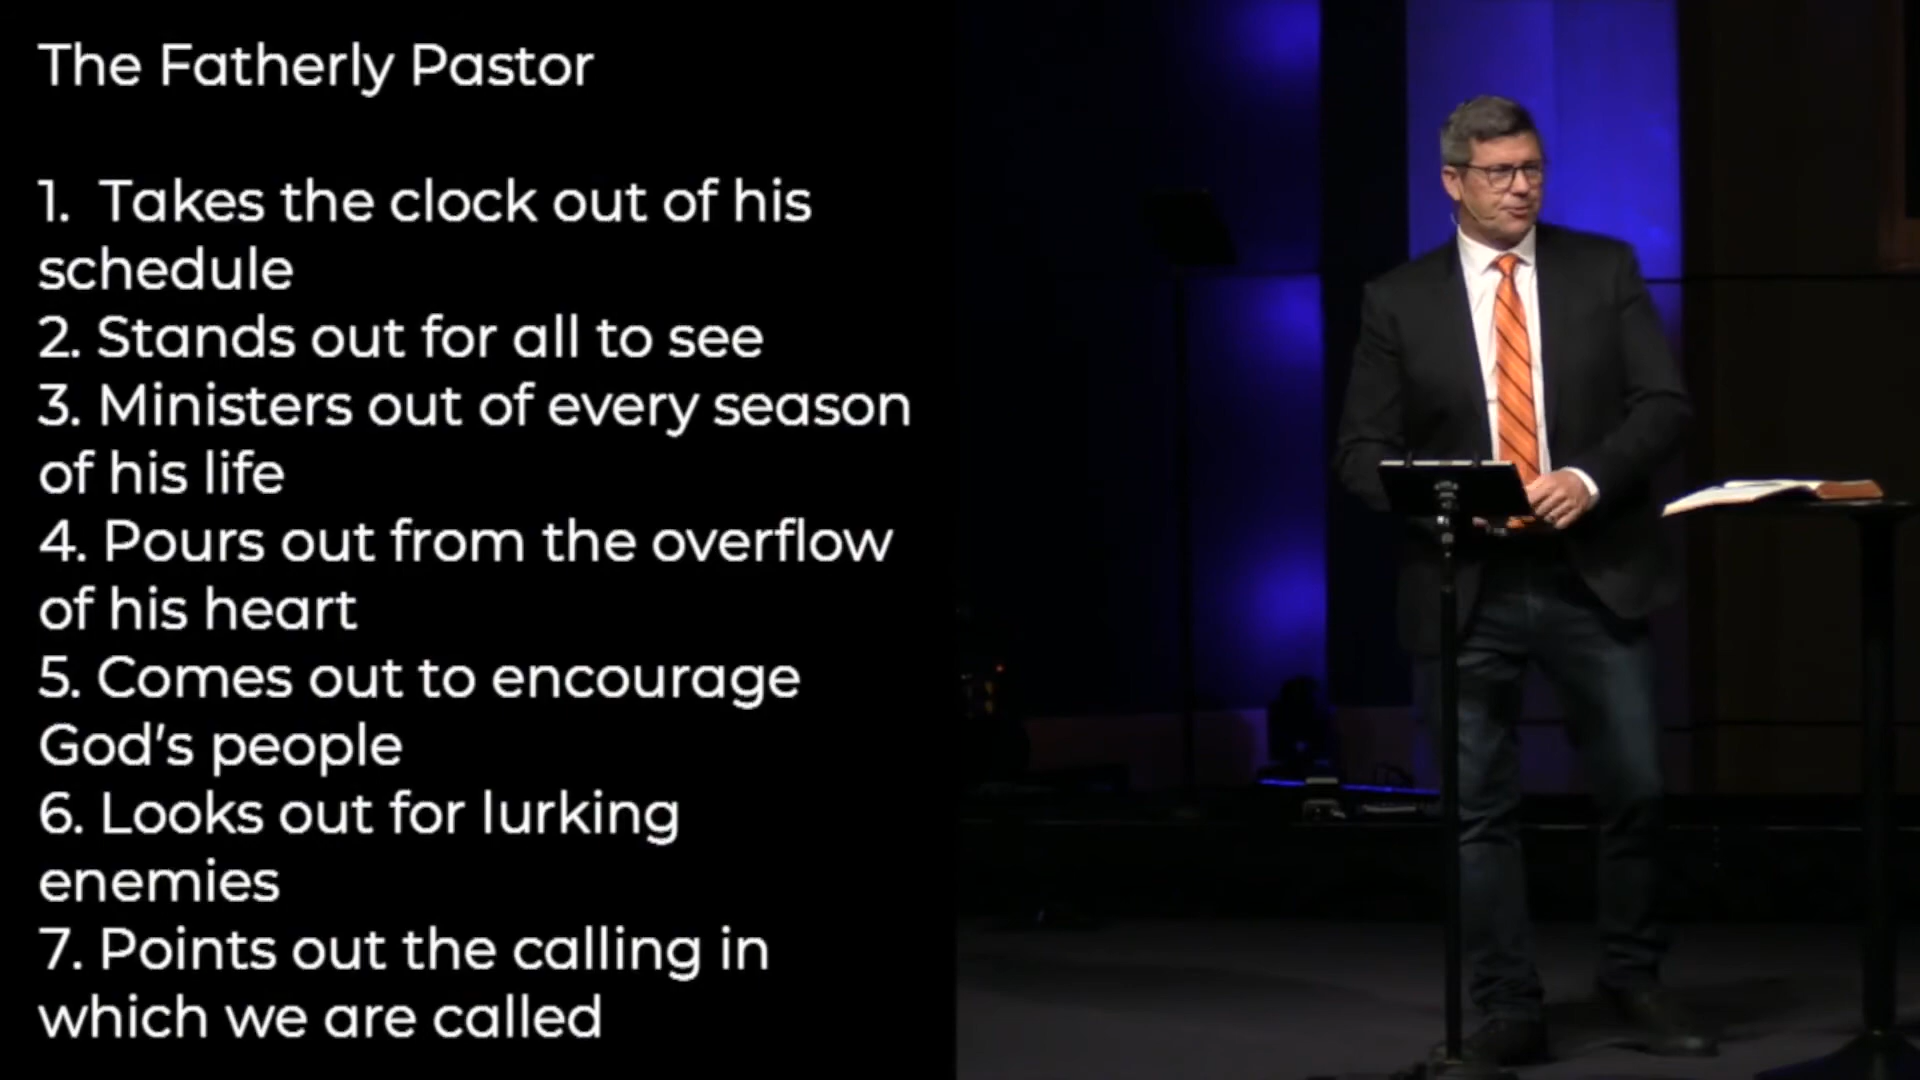 The Fatherly Pastor
1. Takes the clock out of his
schedule
2. Stands out for all to see
3. Ministers out of every season
of his life
4. Pours out from the overflow
of his heart
5. Comes out to encourage
God's people
6. Looks out for lurking
enemies
7. Points out the calling in
which we are called